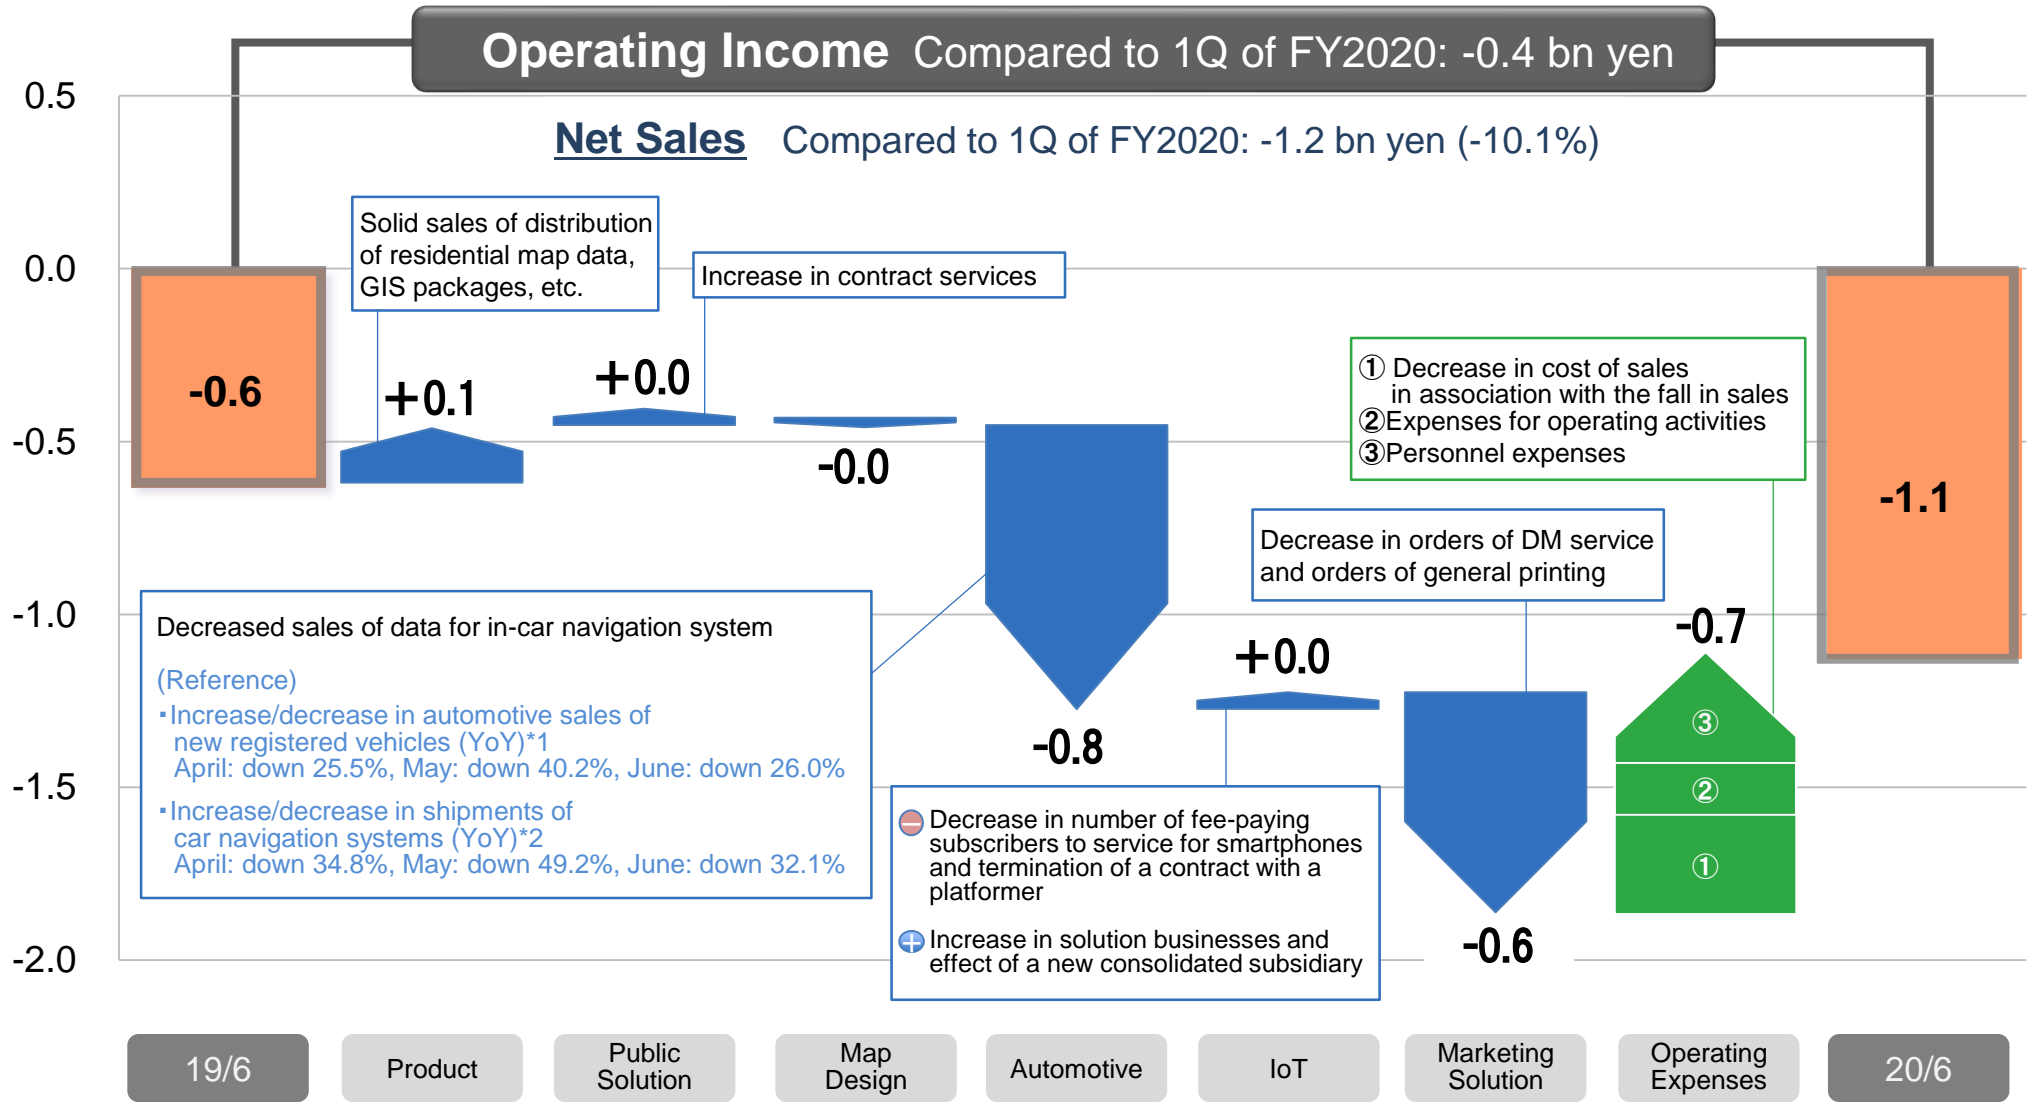 Operating Income Compared to 1Q of FY2020: -0.4 bn yen
Net Sales Compared to 1Q of FY2020: -1.2 bn yen (-10.1%)
0.5
0.0
-0.5
-1.0
-1.5
-2.0
-0.6
Solid sales of distribution
of residential map data,
GIS packages, etc.
+0.1
Increase in contract services
+0.0
-0.0
Decreased sales of data for in-car navigation system
(Reference)
・Increase/decrease in automotive sales of
new registered vehicles (YoY)*1
April: down 25.5%, May: down 40.2%, June: down 26.0%
・Increase/decrease in shipments of
car navigation systems (YoY)*2
April: down 34.8%, May: down 49.2%, June: down 32.1%
-0.8
+0.0
− Decrease in number of fee-paying
subscribers to service for smartphones
and termination of a contract with a
platformer
+ Increase in solution businesses and
effect of a new consolidated subsidiary
Decrease in orders of DM service
and orders of general printing
-0.6
① Decrease in cost of sales
in association with the fall in sales
②Expenses for operating activities
③Personnel expenses
-0.7
③
②
①
-1.1
19/6
Product
Public
Solution
Map
Design
Automotive
IoT
Marketing
Solution
Operating
Expenses
20/6